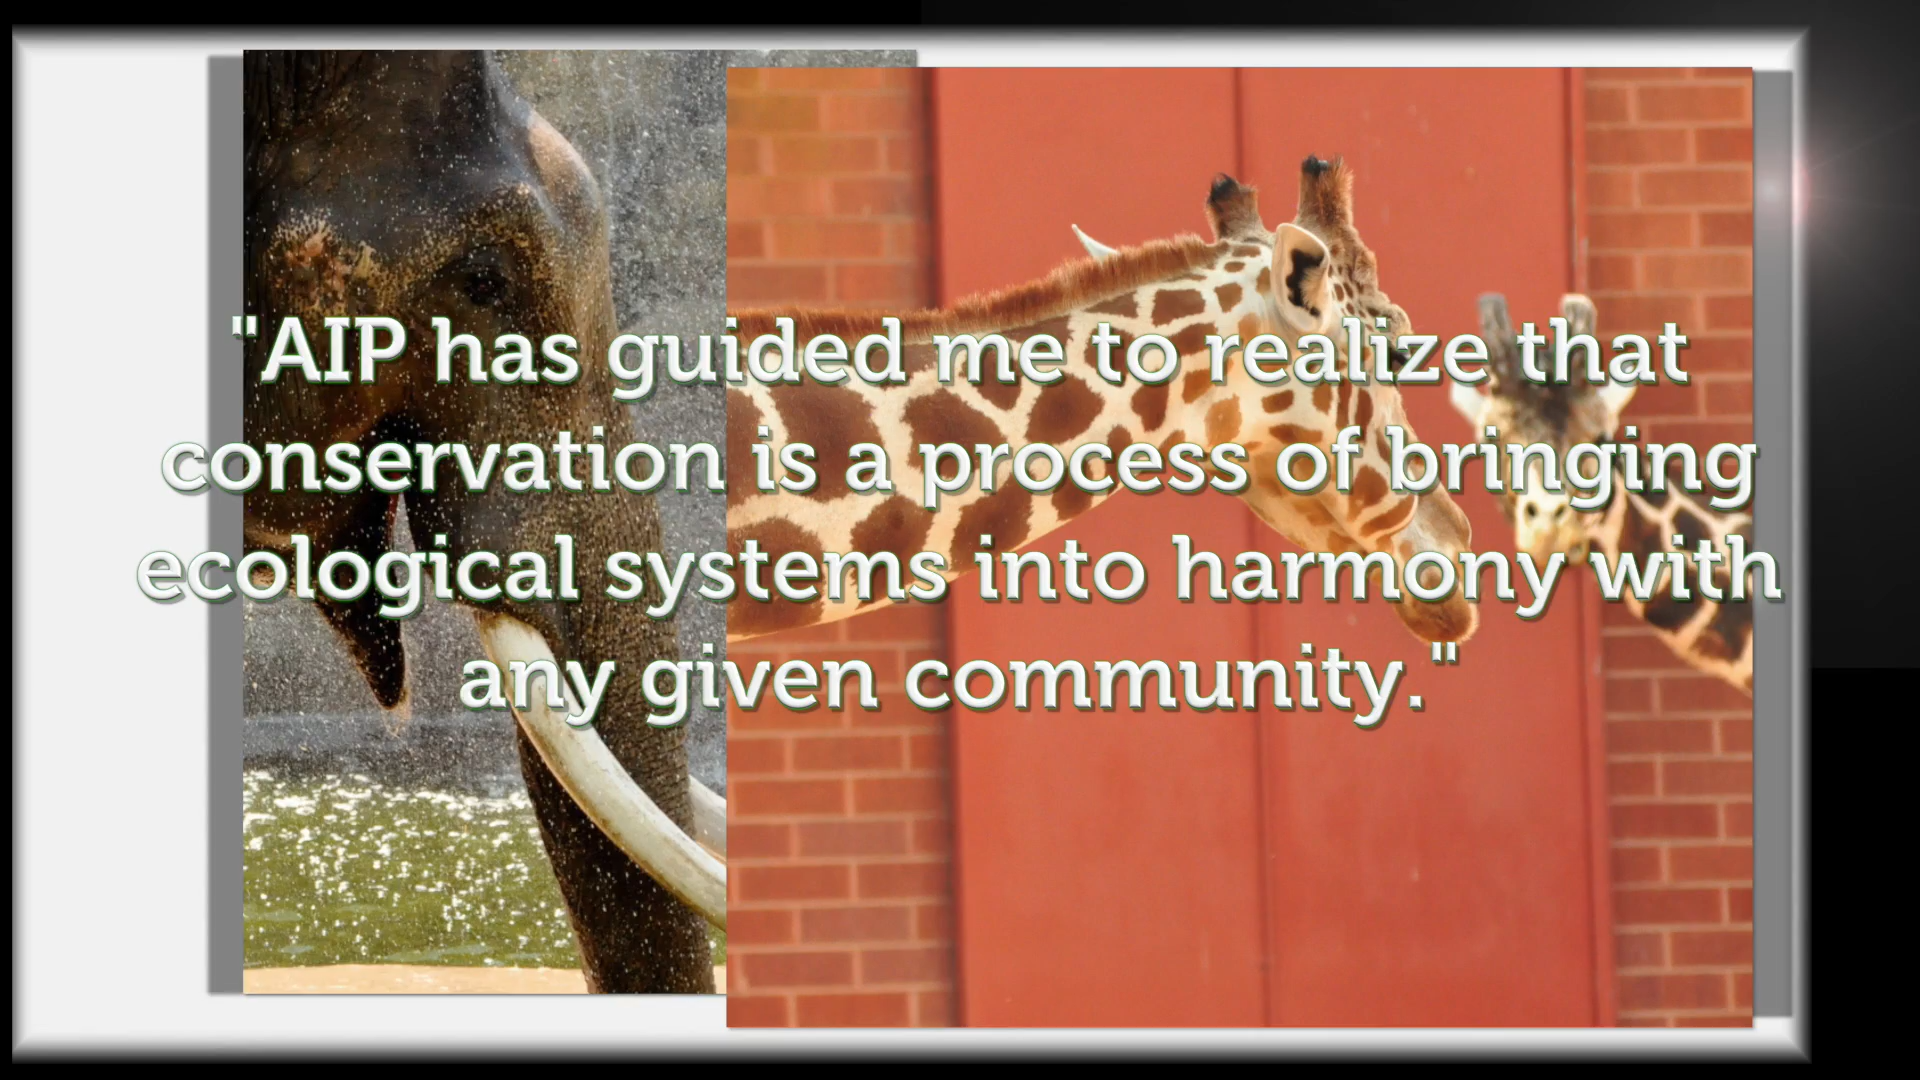 "AIP has guided me to realize that
conservation is a process of bringing
ecological systems into harmony with
any given community."